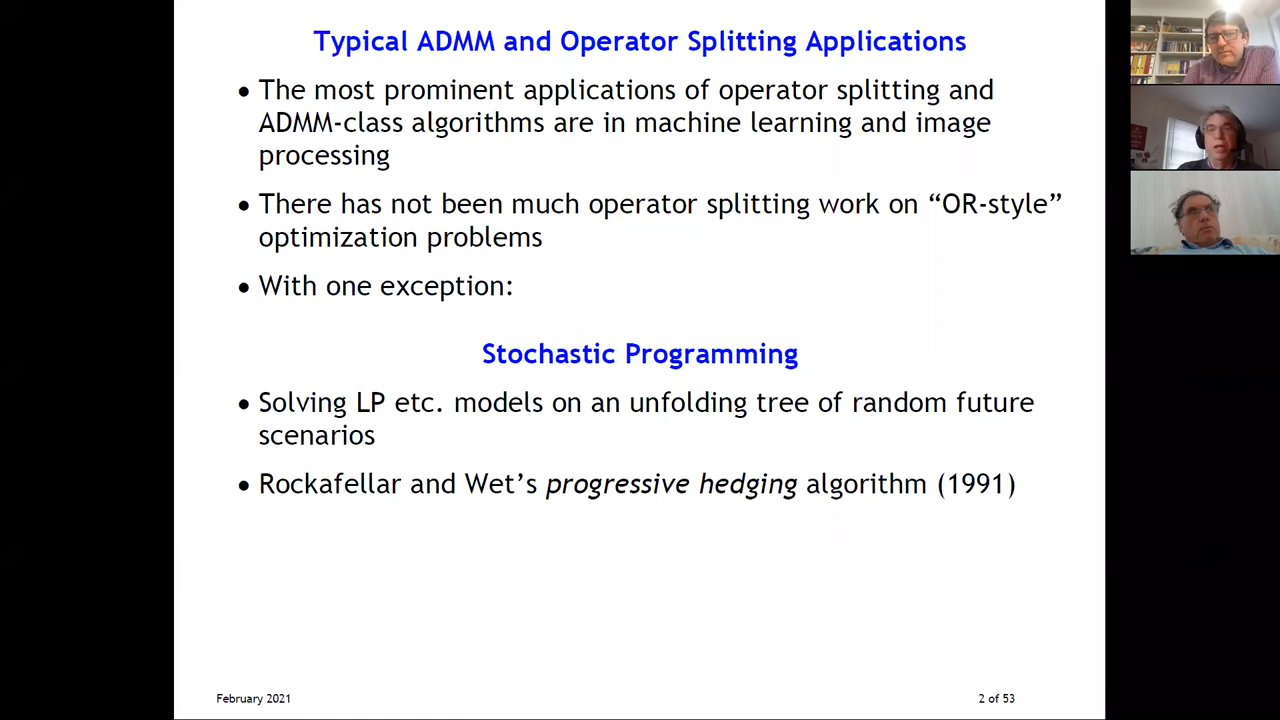 Typical ADMM and Operator Splitting Applications
• The most prominent applications of operator splitting and
ADMM-class algorithms are in machine learning and image
processing
• There has not been much operator splitting work on “OR-style”
optimization problems
• With one exception:
Stochastic Programming
• Solving LP etc. models on an unfolding tree of random future
scenarios
• Rockafellar and Wet’s progressive hedging algorithm (1991)
February 2021
2 of 53